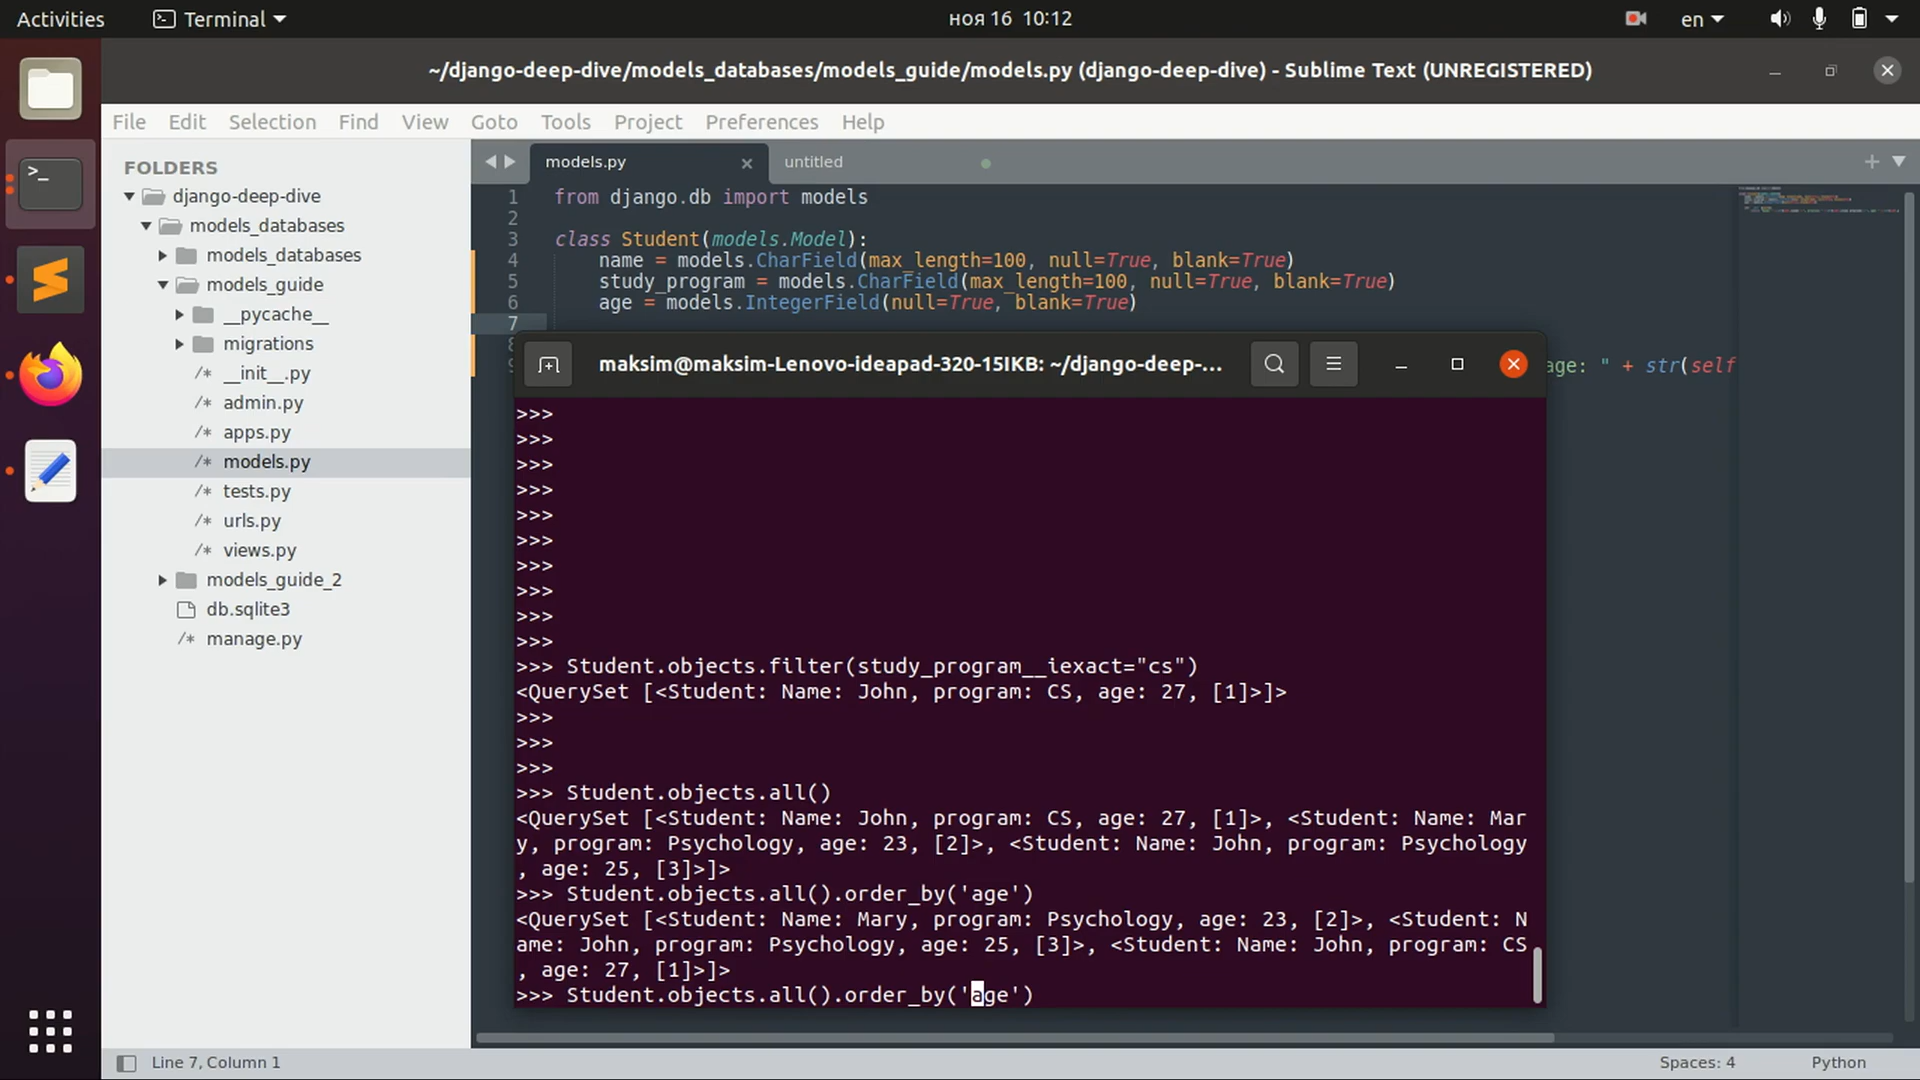 Activities
Terminal
ноя 16 10:12
en
~/django-deep-dive/models_databases/models_guide/models.py (django-deep-dive) - Sublime Text (UNREGISTERED)
File Edit Selection Find View Goto Tools Project Preferences Help
FOLDERS
django-deep-dive
models_databases
models_databases
models_guide
__pycache__
migrations
/* __init__.py
/* admin.py
/* apps.py
/* models.py
/* tests.py
/* urls.py
/* views.py
models_guide_2
db.sqlite3
/* manage.py
models.py
untitled
1 from django.db import models
2
3 class Student(models.Model):
4 name = models.CharField(max_length=100, null=True, blank=True)
5 study_program = models.CharField(max_length=100, null=True, blank=True)
6 age = models.IntegerField(null=True, blank=True)
7
age: " + str(self
maksim@maksim-Lenovo-ideapad-320-15IKB: ~/django-deep-...
>>>
>>>
>>>
>>>
>>>
>>>
>>>
>>>
>>>
>>>
>>> Student.objects.filter(study_program__iexact="cs")
<QuerySet [<Student: Name: John, program: CS, age: 27, [1]>]>
>>>
>>>
>>>
>>> Student.objects.all()
<QuerySet [<Student: Name: John, program: CS, age: 27, [1]>, <Student: Name: Mar
y, program: Psychology, age: 23, [2]>, <Student: Name: John, program: Psychology
, age: 25, [3]>]>
>>> Student.objects.all().order_by('age')
<QuerySet [<Student: Name: Mary, program: Psychology, age: 23, [2]>, <Student: N
ame: John, program: Psychology, age: 25, [3]>, <Student: Name: John, program: CS
, age: 27, [1]>]>
>>> Student.objects.all().order_by('age')
Line 7, Column 1
Spaces: 4
Python